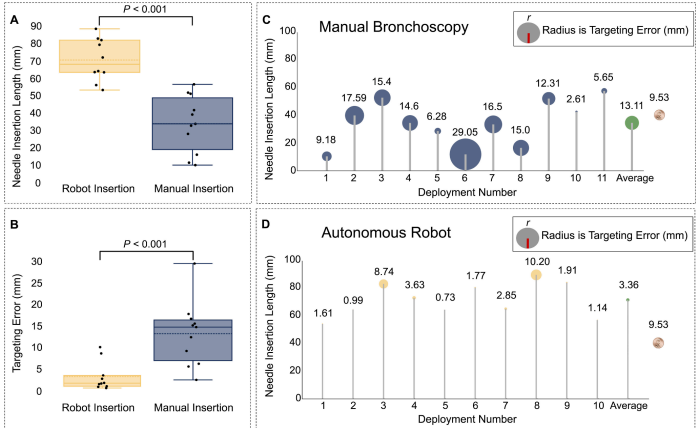 A
P < 0.001
Needle Insertion Length (mm)
90
80
70
60
50
40
30
20
10
0
Robot Insertion
Manual Insertion
B
P < 0.001
Targeting Error (mm)
30
25
20
15
10
5
0
Robot Insertion
Manual Insertion
C
Manual Bronchoscopy
r
Radius is Targeting Error (mm)
Needle Insertion Length (mm)
100
80
60
40
20
0
9.18
17.59
15.4
14.6
6.28
29.05
16.5
15.0
12.31
2.61
5.65
13.11
9.53
1 2 3 4 5 6 7 8 9 10 11 Average
Deployment Number
D
Autonomous Robot
r
Radius is Targeting Error (mm)
Needle Insertion Length (mm)
100
80
60
40
20
0
1.61
0.99
8.74
3.63
0.73
1.77
2.85
10.20
1.91
1.14
3.36
9.53
1 2 3 4 5 6 7 8 9 10 Average
Deployment Number